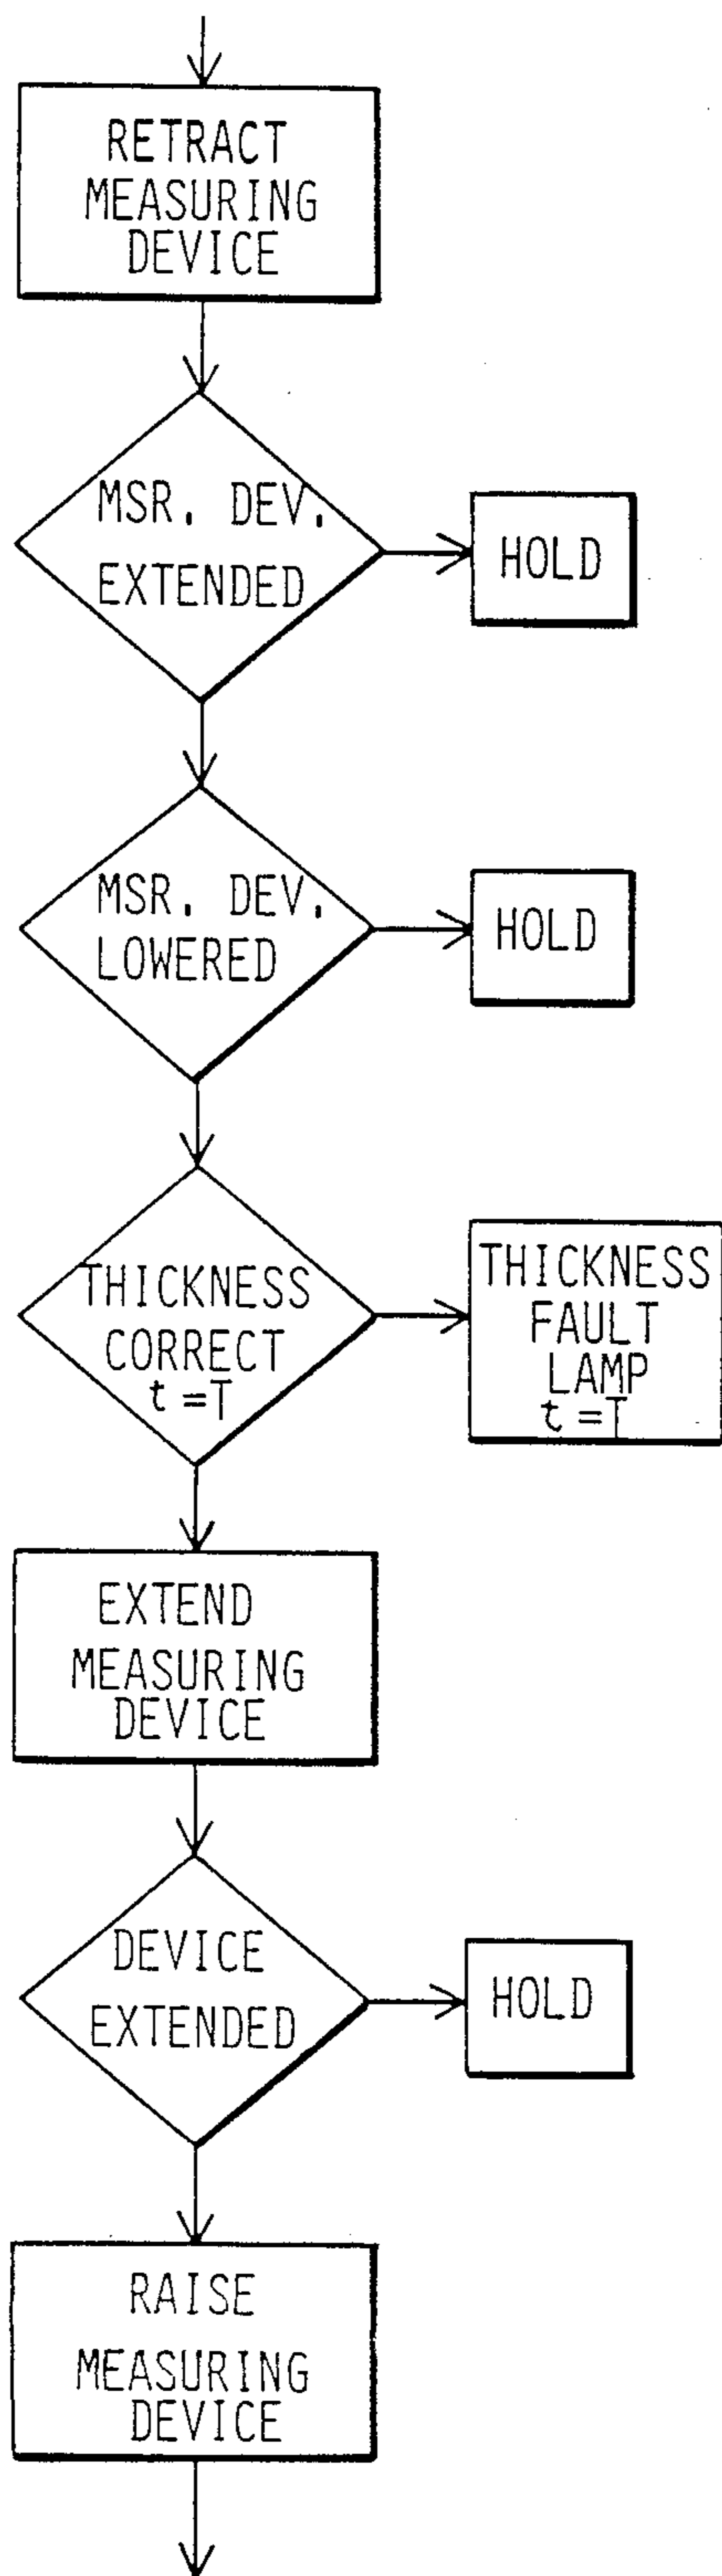 RETRACT
MEASURING
DEVICE
MSR. DEV.
EXTENDED
HOLD
MSR. DEV.
LOWERED
HOLD
THICKNESS
CORRECT
t = T
THICKNESS
FAULT
LAMP
t = T
EXTEND
MEASURING
DEVICE
DEVICE
EXTENDED
HOLD
RAISE
MEASURING
DEVICE